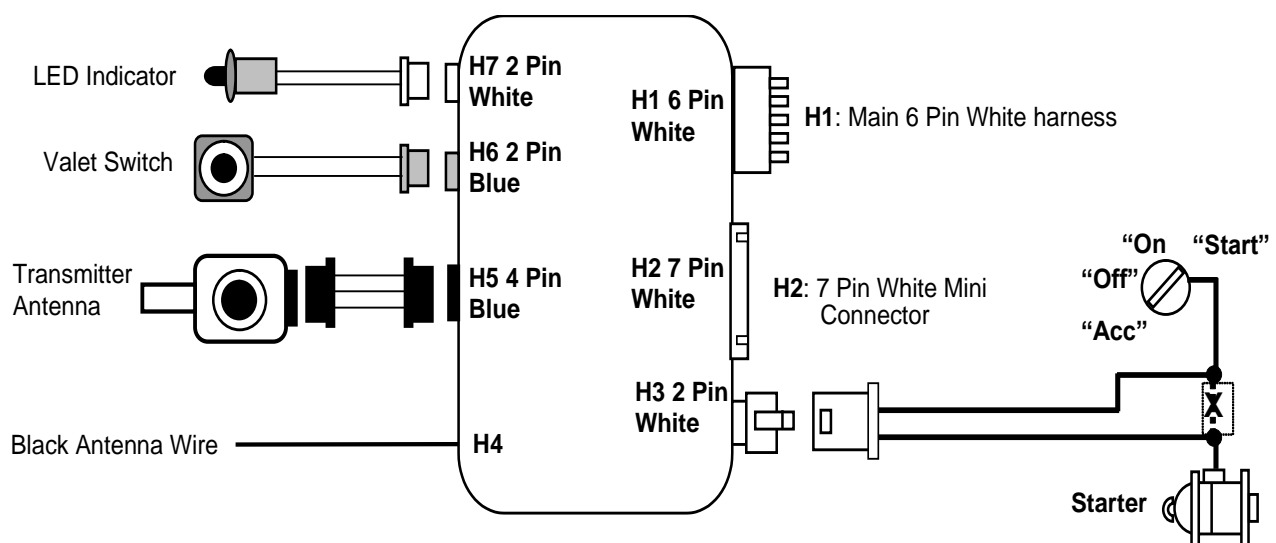 LED Indicator
H7 2 Pin
White
Valet Switch
H6 2 Pin
Blue
Transmitter
Antenna
H5 4 Pin
Blue
Black Antenna Wire
H4
H1 6 Pin
White
H1: Main 6 Pin White harness
H2 7 Pin
White
H2: 7 Pin White Mini
Connector
H3 2 Pin
White
“On
“Start”
“Off”
“Acc”
X
Starter